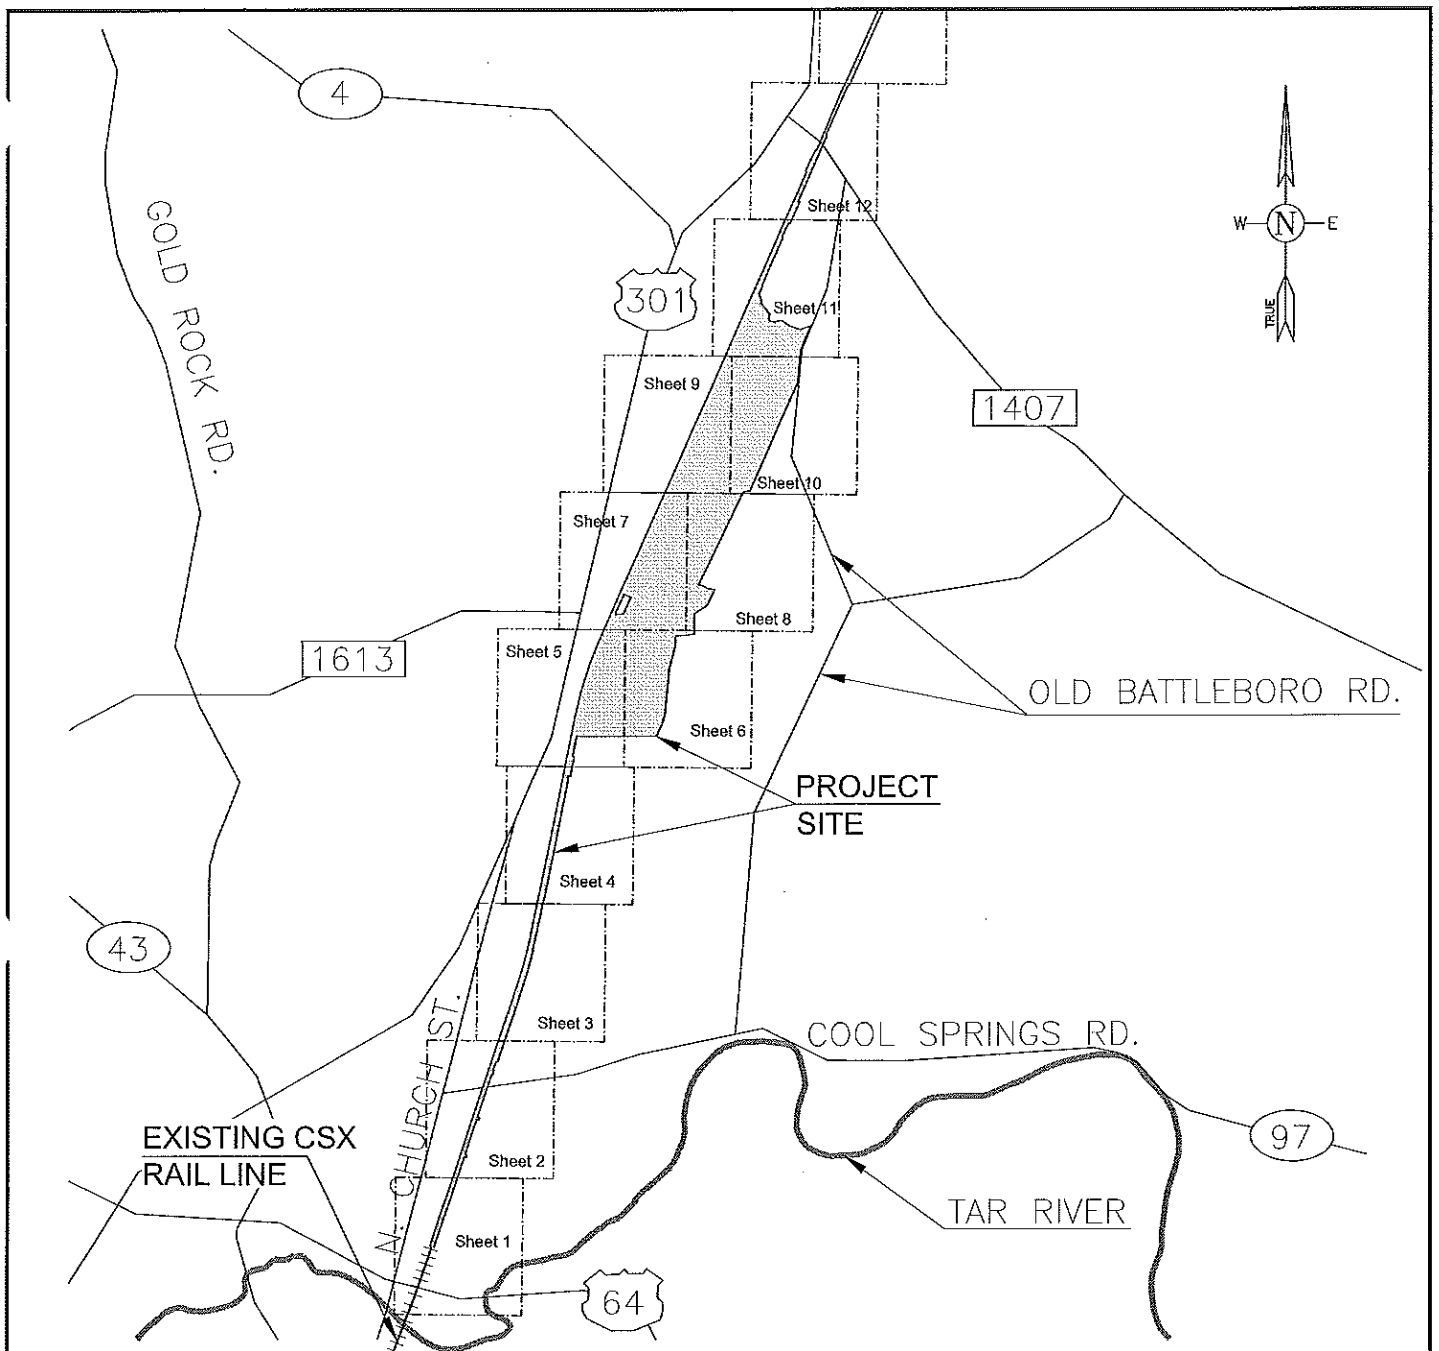 4
GOLD ROCK RD.
301
W N E
TRUE
Sheet 12
Sheet 11
Sheet 9
1407
Sheet 10
Sheet 7
Sheet 8
1613
Sheet 5
OLD BATTLEBORO RD.
Sheet 6
PROJECT
SITE
Sheet 4
43
Sheet 3
COOL SPRINGS RD.
N. CHURCH ST.
EXISTING CSX
RAIL LINE
97
Sheet 2
TAR RIVER
Sheet 1
64